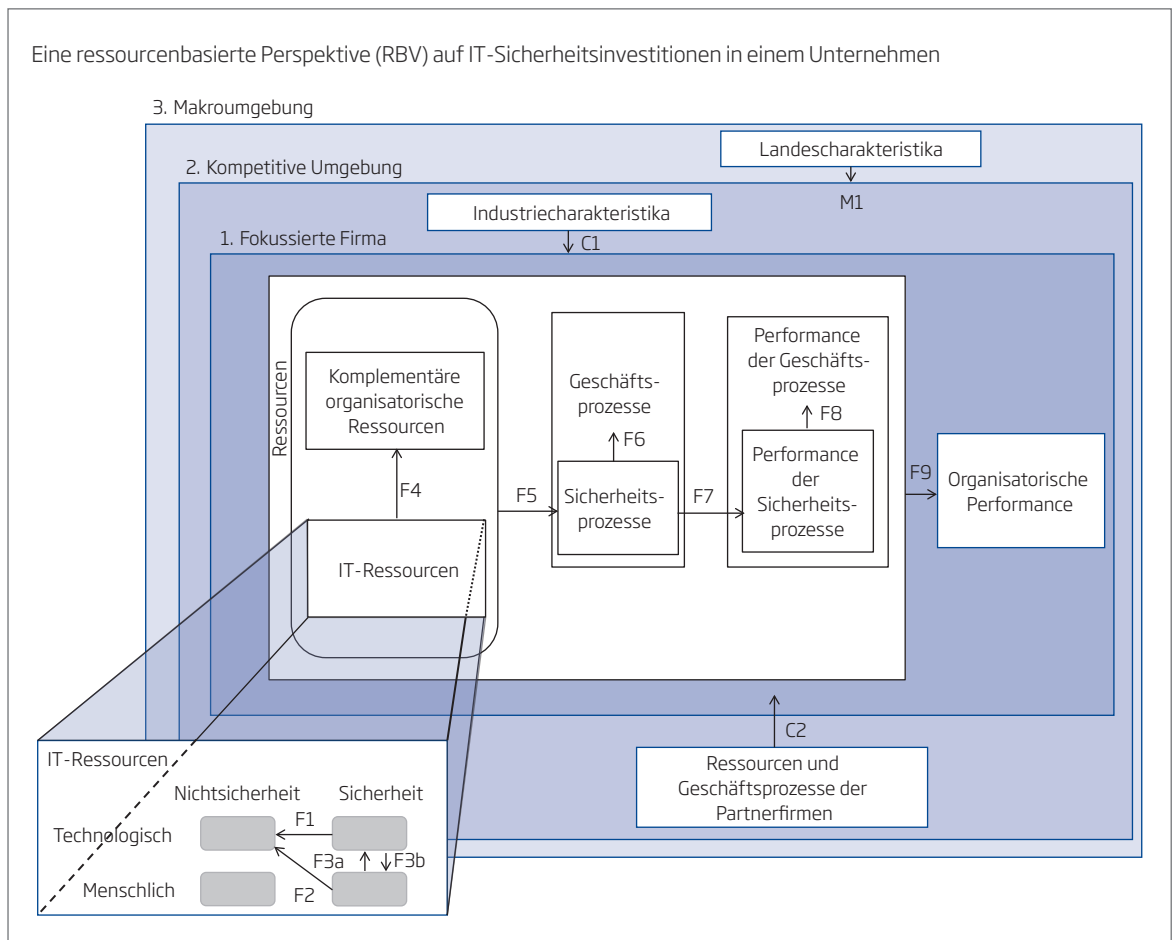 Eine ressourcenbasierte Perspektive (RBV) auf IT-Sicherheitsinvestitionen in einem Unternehmen
3. Makroumgebung
Landescharakteristika
2. Kompetitive Umgebung
M1
Industriecharakteristika
1. Fokussierte Firma
C1
Ressourcen
Komplementäre
organisatorische
Ressourcen
F4
IT-Ressourcen
F5
Geschäfts-
prozesse
F6
Sicherheits-
prozesse
F7
Performance
der Geschäfts-
prozesse
F8
Performance
der
Sicherheits-
prozesse
F9
Organisatorische
Performance
C2
Ressourcen und
Geschäftsprozesse der
Partnerfirmen
IT-Ressourcen
Nichtsicherheit
Sicherheit
Technologisch
F1
F3a
F3b
Menschlich
F2